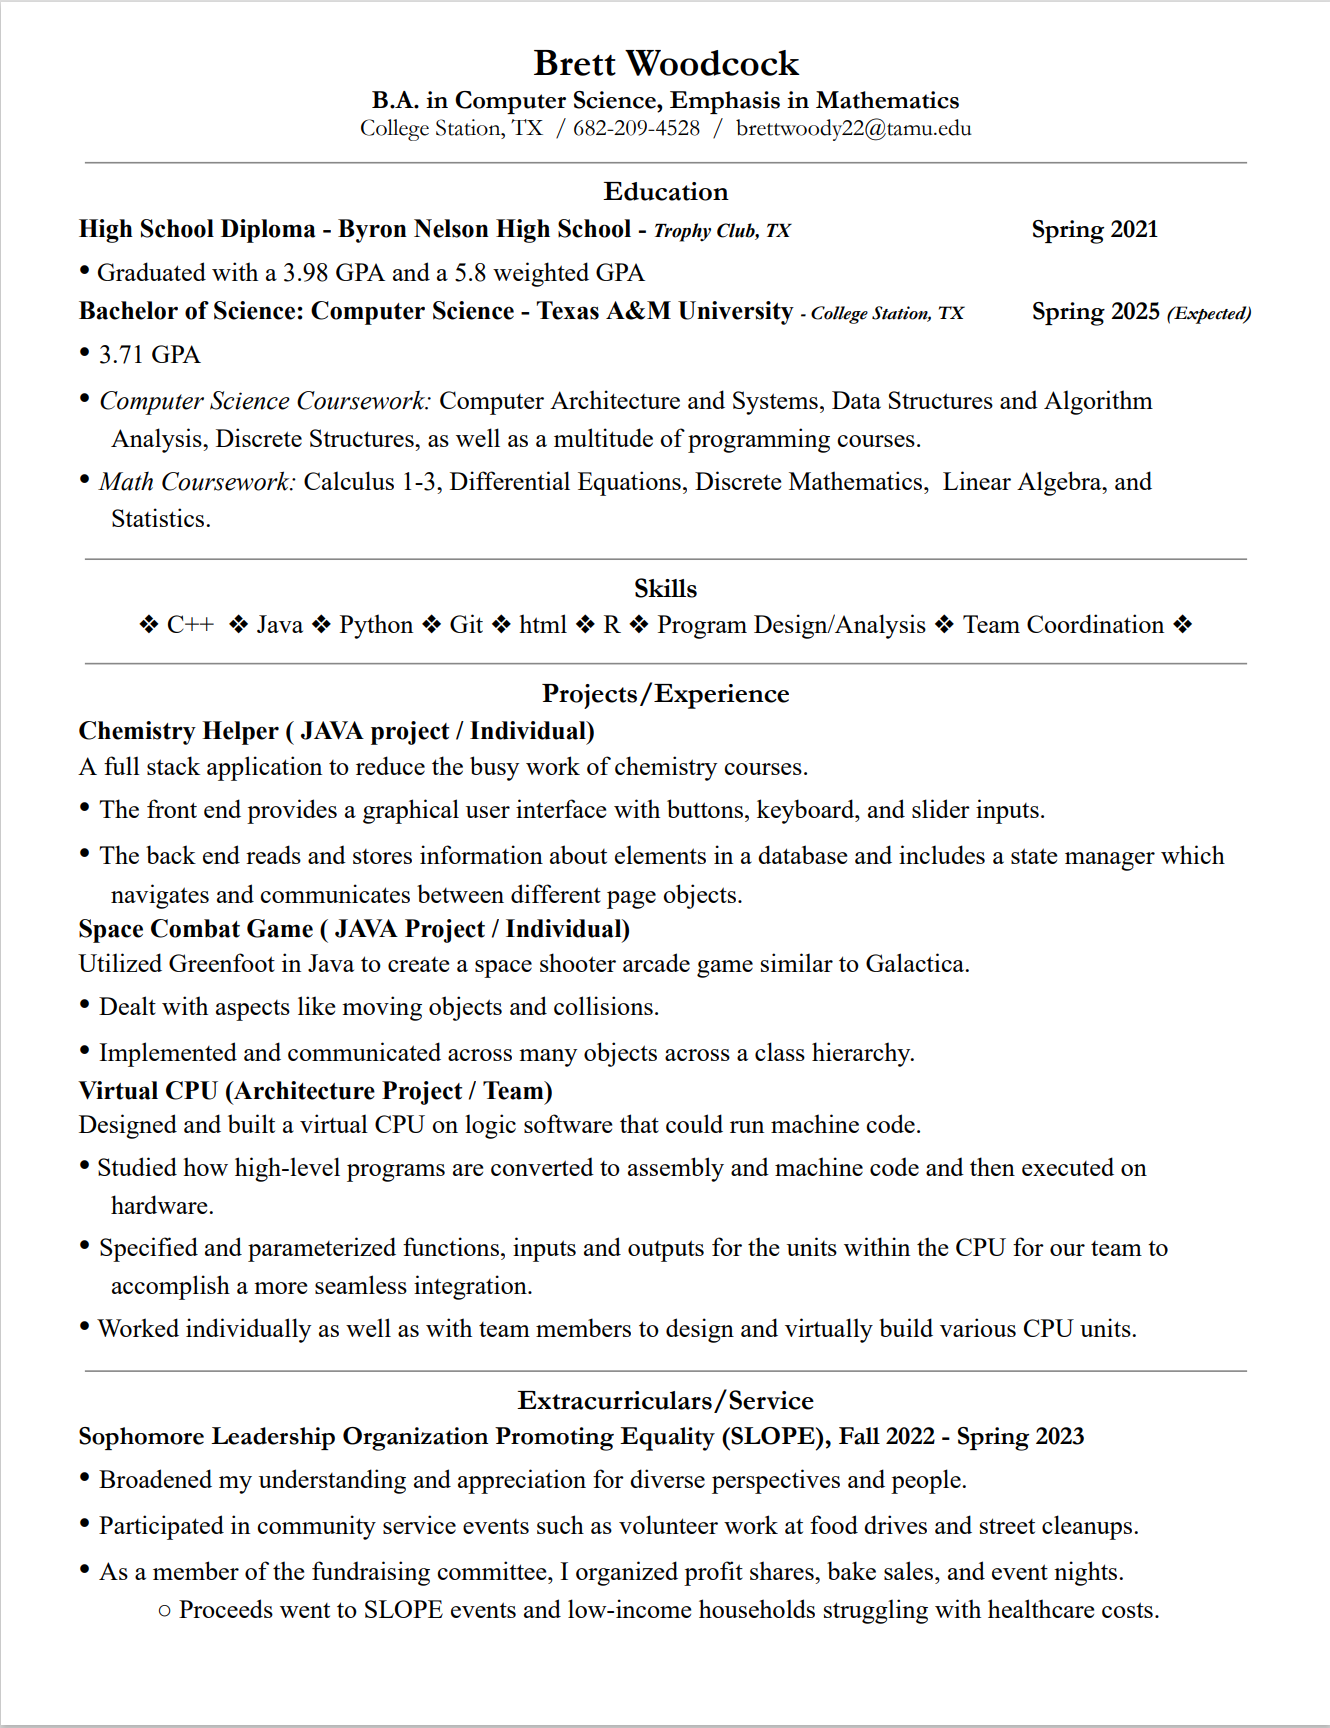 Brett Woodcock
B.A. in Computer Science, Emphasis in Mathematics
College Station, TX / 682-209-4528 / brettwoody22@tamu.edu
Education
High School Diploma - Byron Nelson High School - Trophy Club, TX Spring 2021
• Graduated with a 3.98 GPA and a 5.8 weighted GPA
Bachelor of Science: Computer Science - Texas A&M University - College Station, TX Spring 2025 (Expected)
• 3.71 GPA
• Computer Science Coursework: Computer Architecture and Systems, Data Structures and Algorithm
Analysis, Discrete Structures, as well as a multitude of programming courses.
• Math Coursework: Calculus 1-3, Differential Equations, Discrete Mathematics, Linear Algebra, and
Statistics.
Skills
❖ C++ ❖ Java ❖ Python ❖ Git ❖ html ❖ R ❖ Program Design/Analysis ❖ Team Coordination ❖
Projects/Experience
Chemistry Helper ( JAVA project / Individual)
A full stack application to reduce the busy work of chemistry courses.
• The front end provides a graphical user interface with buttons, keyboard, and slider inputs.
• The back end reads and stores information about elements in a database and includes a state manager which
navigates and communicates between different page objects.
Space Combat Game ( JAVA Project / Individual)
Utilized Greenfoot in Java to create a space shooter arcade game similar to Galactica.
• Dealt with aspects like moving objects and collisions.
• Implemented and communicated across many objects across a class hierarchy.
Virtual CPU (Architecture Project / Team)
Designed and built a virtual CPU on logic software that could run machine code.
• Studied how high-level programs are converted to assembly and machine code and then executed on
hardware.
• Specified and parameterized functions, inputs and outputs for the units within the CPU for our team to
accomplish a more seamless integration.
• Worked individually as well as with team members to design and virtually build various CPU units.
Extracurriculars/Service
Sophomore Leadership Organization Promoting Equality (SLOPE), Fall 2022 - Spring 2023
• Broadened my understanding and appreciation for diverse perspectives and people.
• Participated in community service events such as volunteer work at food drives and street cleanups.
• As a member of the fundraising committee, I organized profit shares, bake sales, and event nights.
○ Proceeds went to SLOPE events and low-income households struggling with healthcare costs.